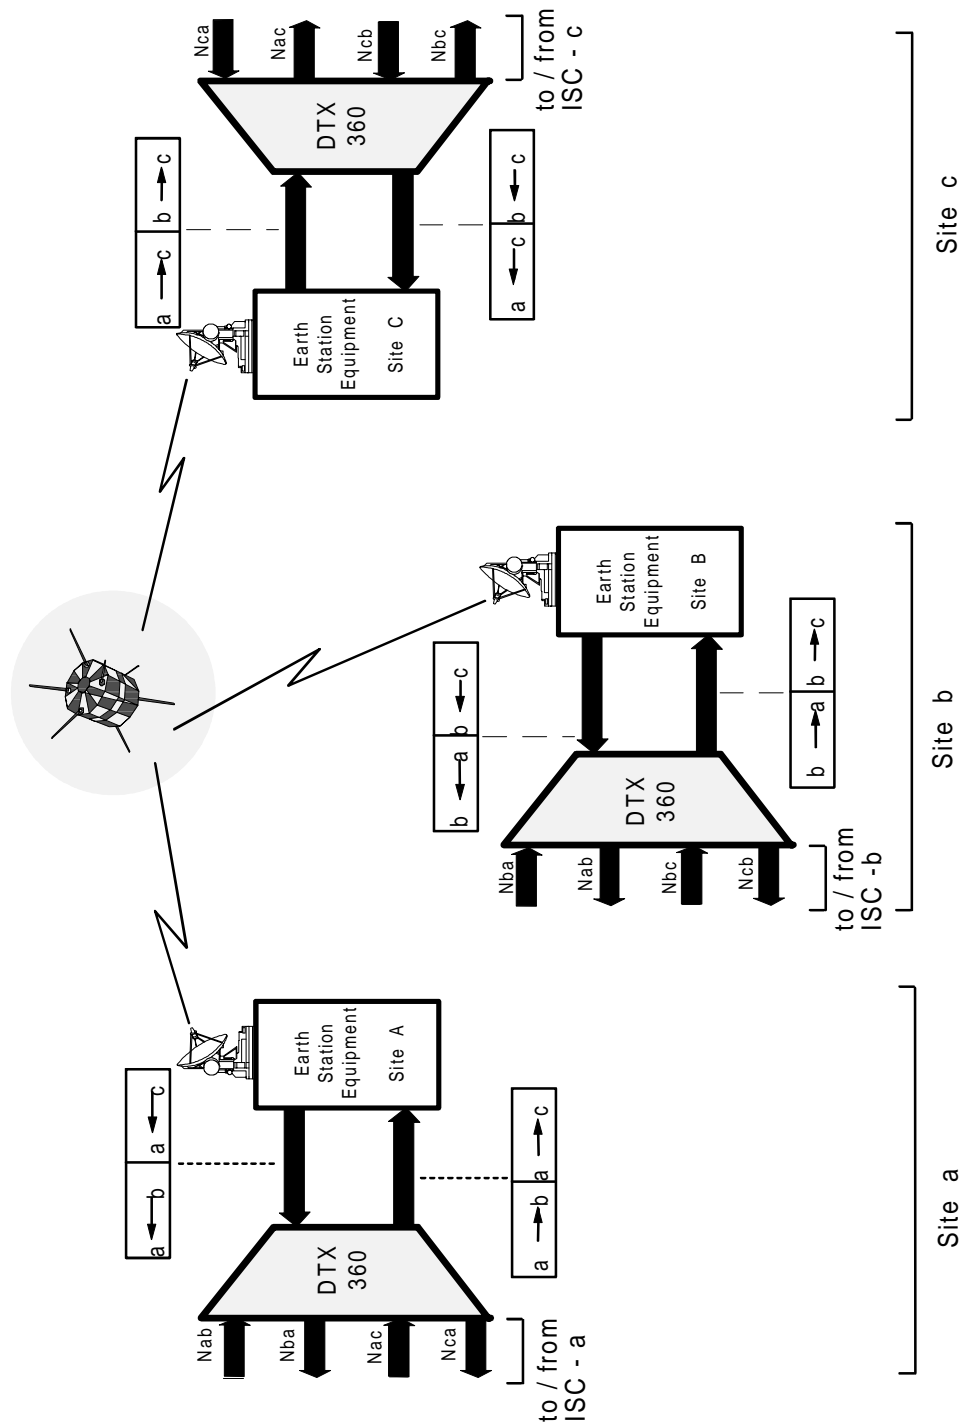 a ← b a ← c
Nab
Nba
Nac
Nca
DTX
360
Earth
Station
Equipment
Site A
a → b a → c
to / from
ISC - a
Site a
b ← a b ← c
Nba
Nab
Nbc
Ncb
DTX
360
Earth
Station
Equipment
Site B
b → a b → c
to / from
ISC -b
Site b
a → c b → c
Earth
Station
Equipment
Site C
DTX
360
Nca
Nac
Ncb
Nbc
a ← c b ← c
to / from
ISC - c
Site c